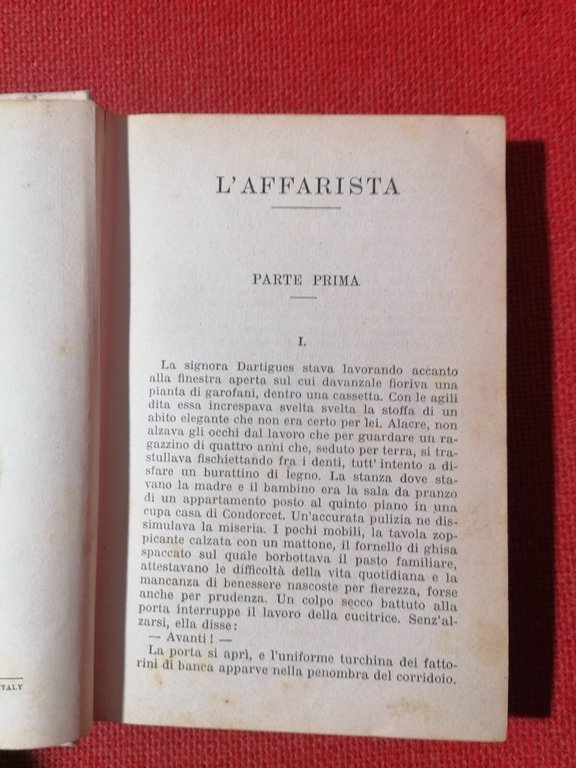 L'AFFARISTA
PARTE PRIMA
I.
La signora Dartigues stava lavorando accanto
alla finestra aperta sul cui davanzale fioriva una
pianta di garofani, dentro una cassetta. Con le agili
dita essa increspava svelta svelta la stoffa di un
abito elegante che non era certo per lei. Alacre, non
alzava gli occhi dal lavoro che per guardare un ra-
gazzino di quattro anni che, seduto per terra, si tra-
stullava fischiettando fra i denti, tutt'intento a di-
sfare un burattino di legno. La stanza dove sta-
vano la madre e il bambino era la sala da pranzo
di un appartamento posto al quinto piano in una
cupa casa di Condorcet. Un'accurata pulizia ne dis-
simulava la miseria. I pochi mobili, la tavola zop-
picante calzata con un mattone, il fornello di ghisa
spaccato sul quale borbottava il pasto familiare,
attestavano le difficoltà della vita quotidiana e la
mancanza di benessere nascoste per fierezza, forse
anche per prudenza. Un colpo secco battuto alla
porta interruppe il lavoro della cucitrice. Senz'al-
zarsi, ella disse:
— Avanti! —
La porta si aprì, e l'uniforme turchina dei fatto-
rini di banca apparve nella penombra del corridoio.
ITALY